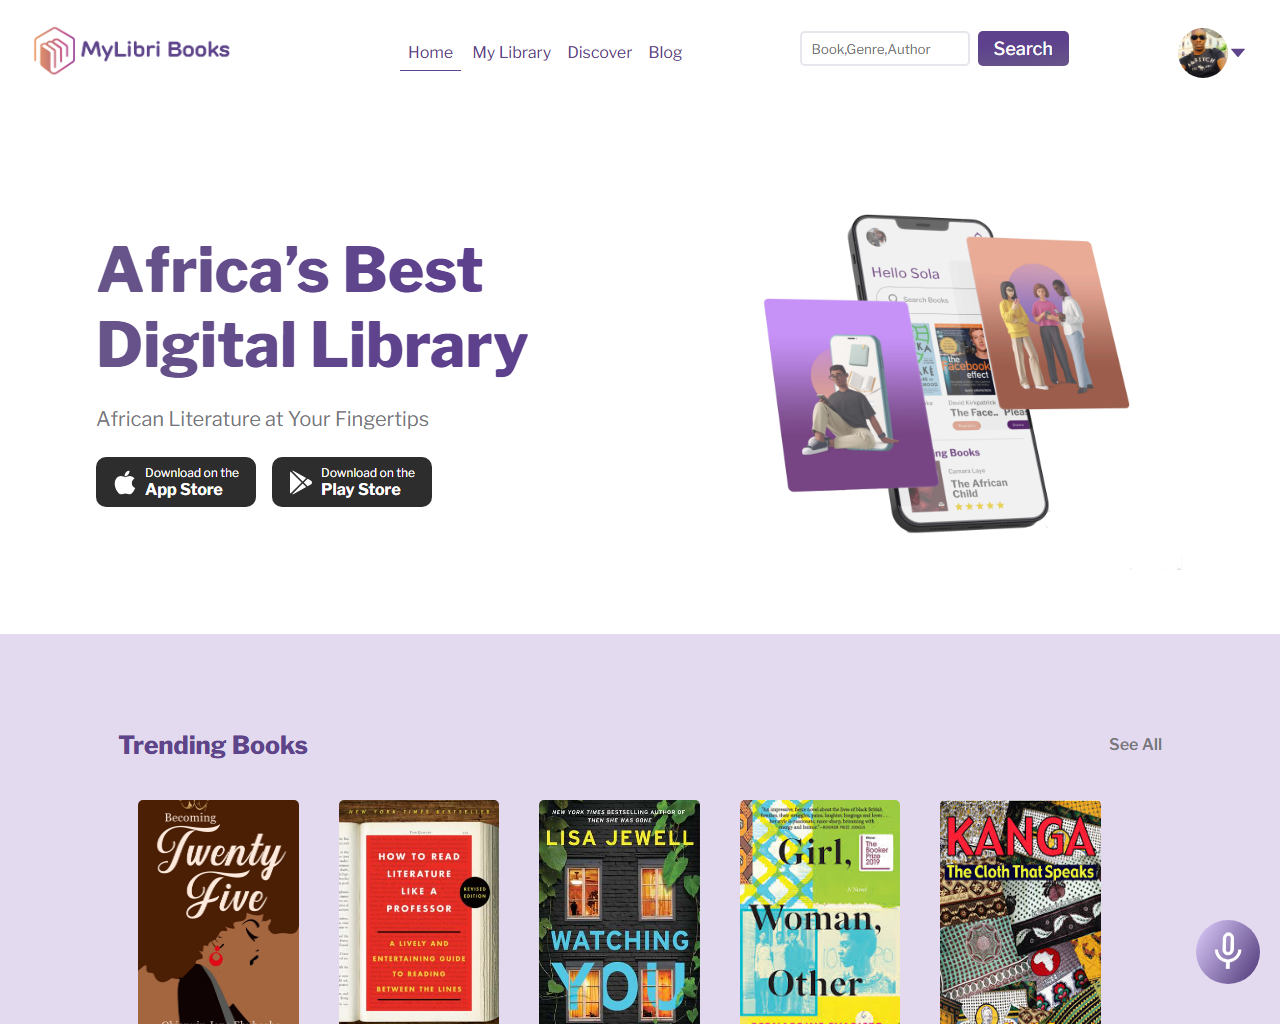 MyLibri Books
Home
My Library
Discover
Blog
Book,Genre,Author
Search
Africa’s Best
Digital Library
African Literature at Your Fingertips
Download on the
App Store
Download on the
Play Store
Hello Sola
Search Books
the
facebook
effect
David Kirkpatrick
The Face..
Pleas
ng Books
Camara Laye
The African
Child
Trending Books
See All
Becoming
Twenty
Five
NEW YORK TIMES BESTSELLER
HOW TO READ
LITERATURE
LIKE A
PROFESSOR
REVISED
EDITION
A LIVELY AND
ENTERTAINING GUIDE
TO READING
BETWEEN THE LINES
NEW YORK TIMES BESTSELLING AUTHOR OF
THEN SHE WAS GONE
LISA JEWELL
WATCHING
YOU
Winner
The
Booker
Prize
2019
Girl,
A Novel
Woman,
Other
KANGA
The Cloth That Speaks